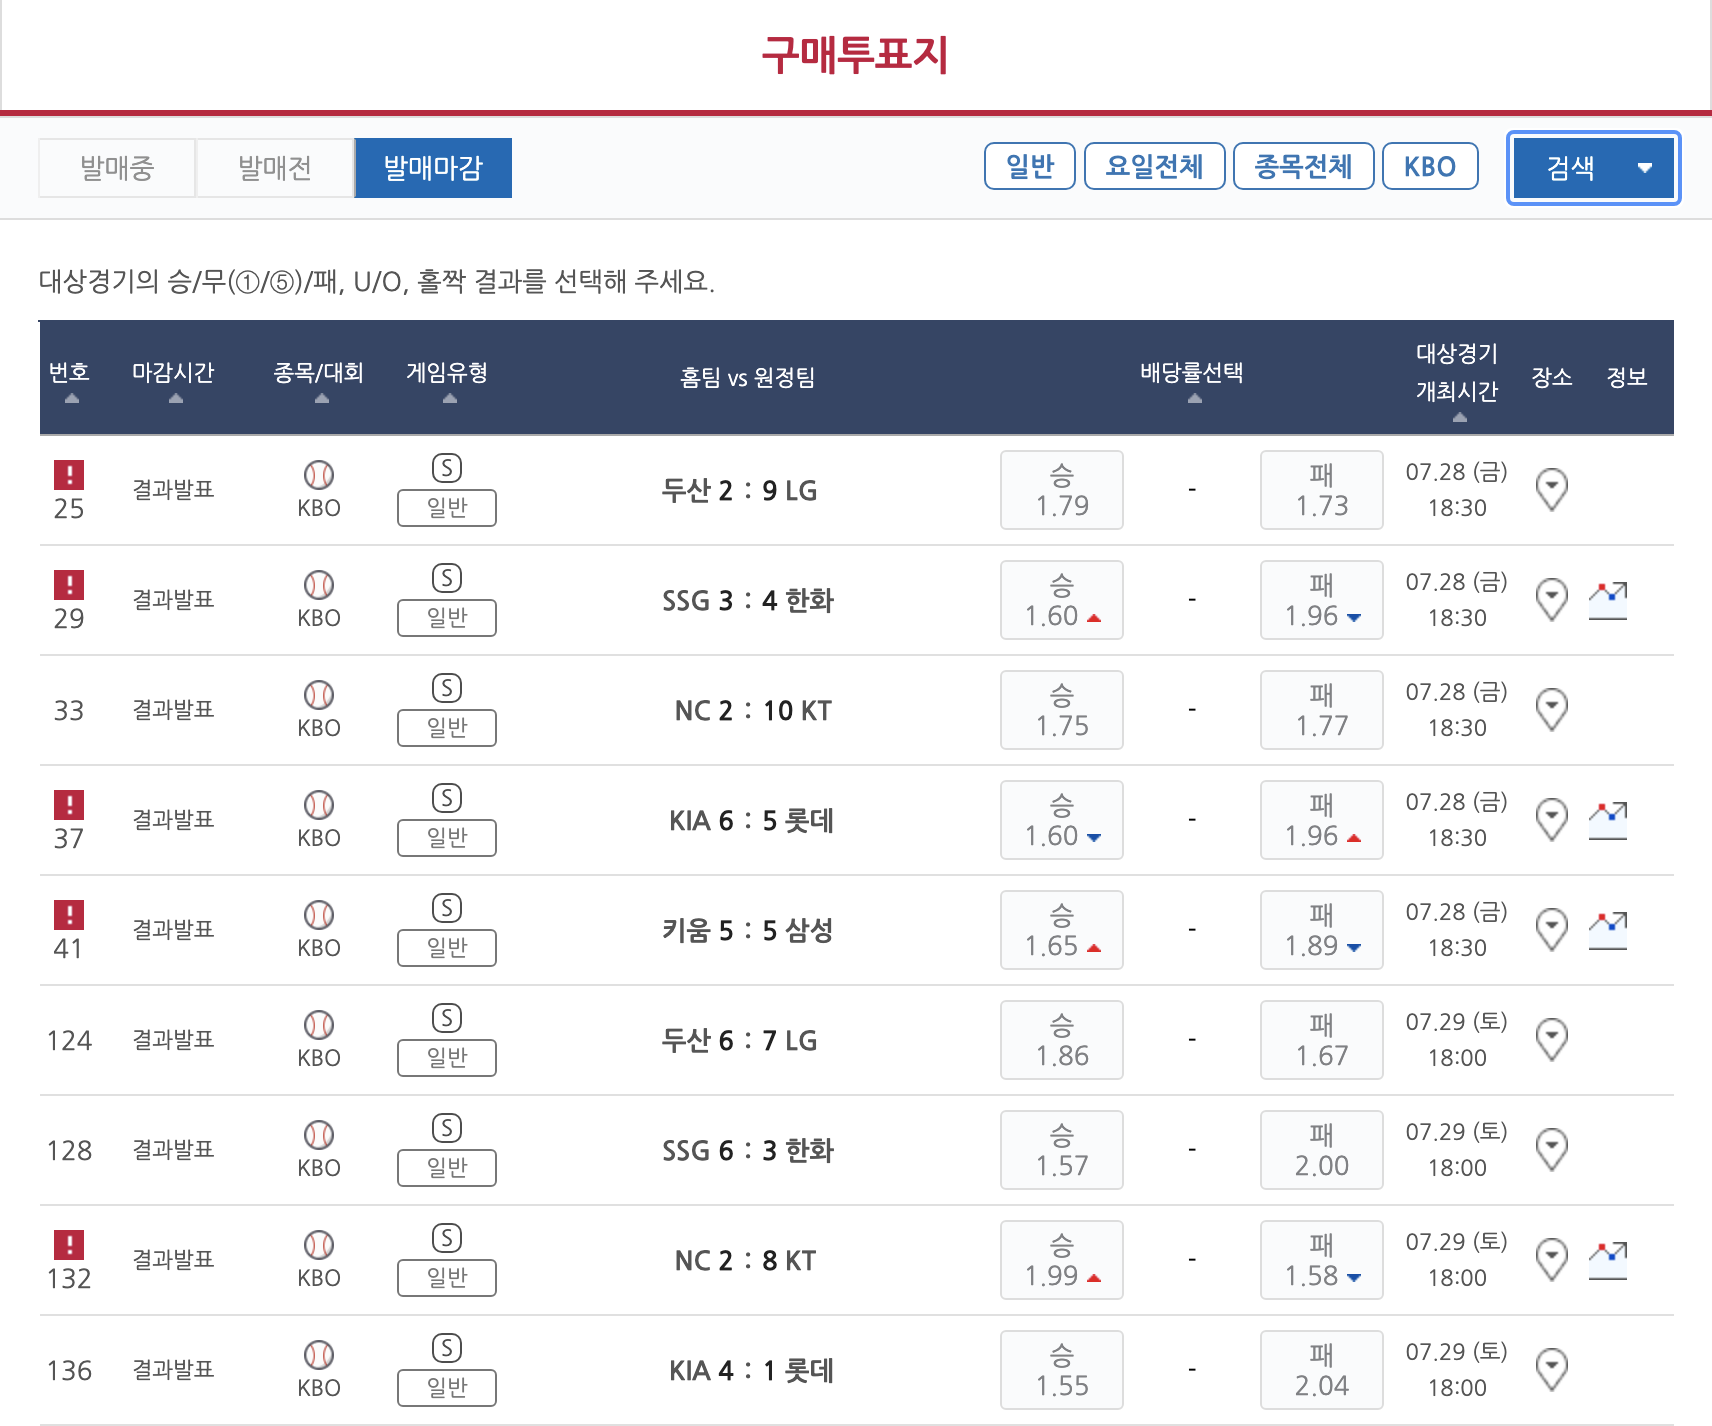 구매투표지
발매중 발매전 발매마감 일반 요일전체 종목전체 KBO 검색
대상경기의 승/무(①/⑤)/패, U/O, 홀짝 결과를 선택해 주세요.
번호 마감시간 종목/대회 게임유형 홈팀 vs 원정팀 배당률선택 대상경기 개최시간 장소 정보
! 25 결과발표 KBO S 일반 두산 2 : 9 LG 승 1.79 - 패 1.73 07.28 (금) 18:30
! 29 결과발표 KBO S 일반 SSG 3 : 4 한화 승 1.60 - 패 1.96 07.28 (금) 18:30
33 결과발표 KBO S 일반 NC 2 : 10 KT 승 1.75 - 패 1.77 07.28 (금) 18:30
! 37 결과발표 KBO S 일반 KIA 6 : 5 롯데 승 1.60 - 패 1.96 07.28 (금) 18:30
! 41 결과발표 KBO S 일반 키움 5 : 5 삼성 승 1.65 - 패 1.89 07.28 (금) 18:30
124 결과발표 KBO S 일반 두산 6 : 7 LG 승 1.86 - 패 1.67 07.29 (토) 18:00
128 결과발표 KBO S 일반 SSG 6 : 3 한화 승 1.57 - 패 2.00 07.29 (토) 18:00
! 132 결과발표 KBO S 일반 NC 2 : 8 KT 승 1.99 - 패 1.58 07.29 (토) 18:00
136 결과발표 KBO S 일반 KIA 4 : 1 롯데 승 1.55 - 패 2.04 07.29 (토) 18:00